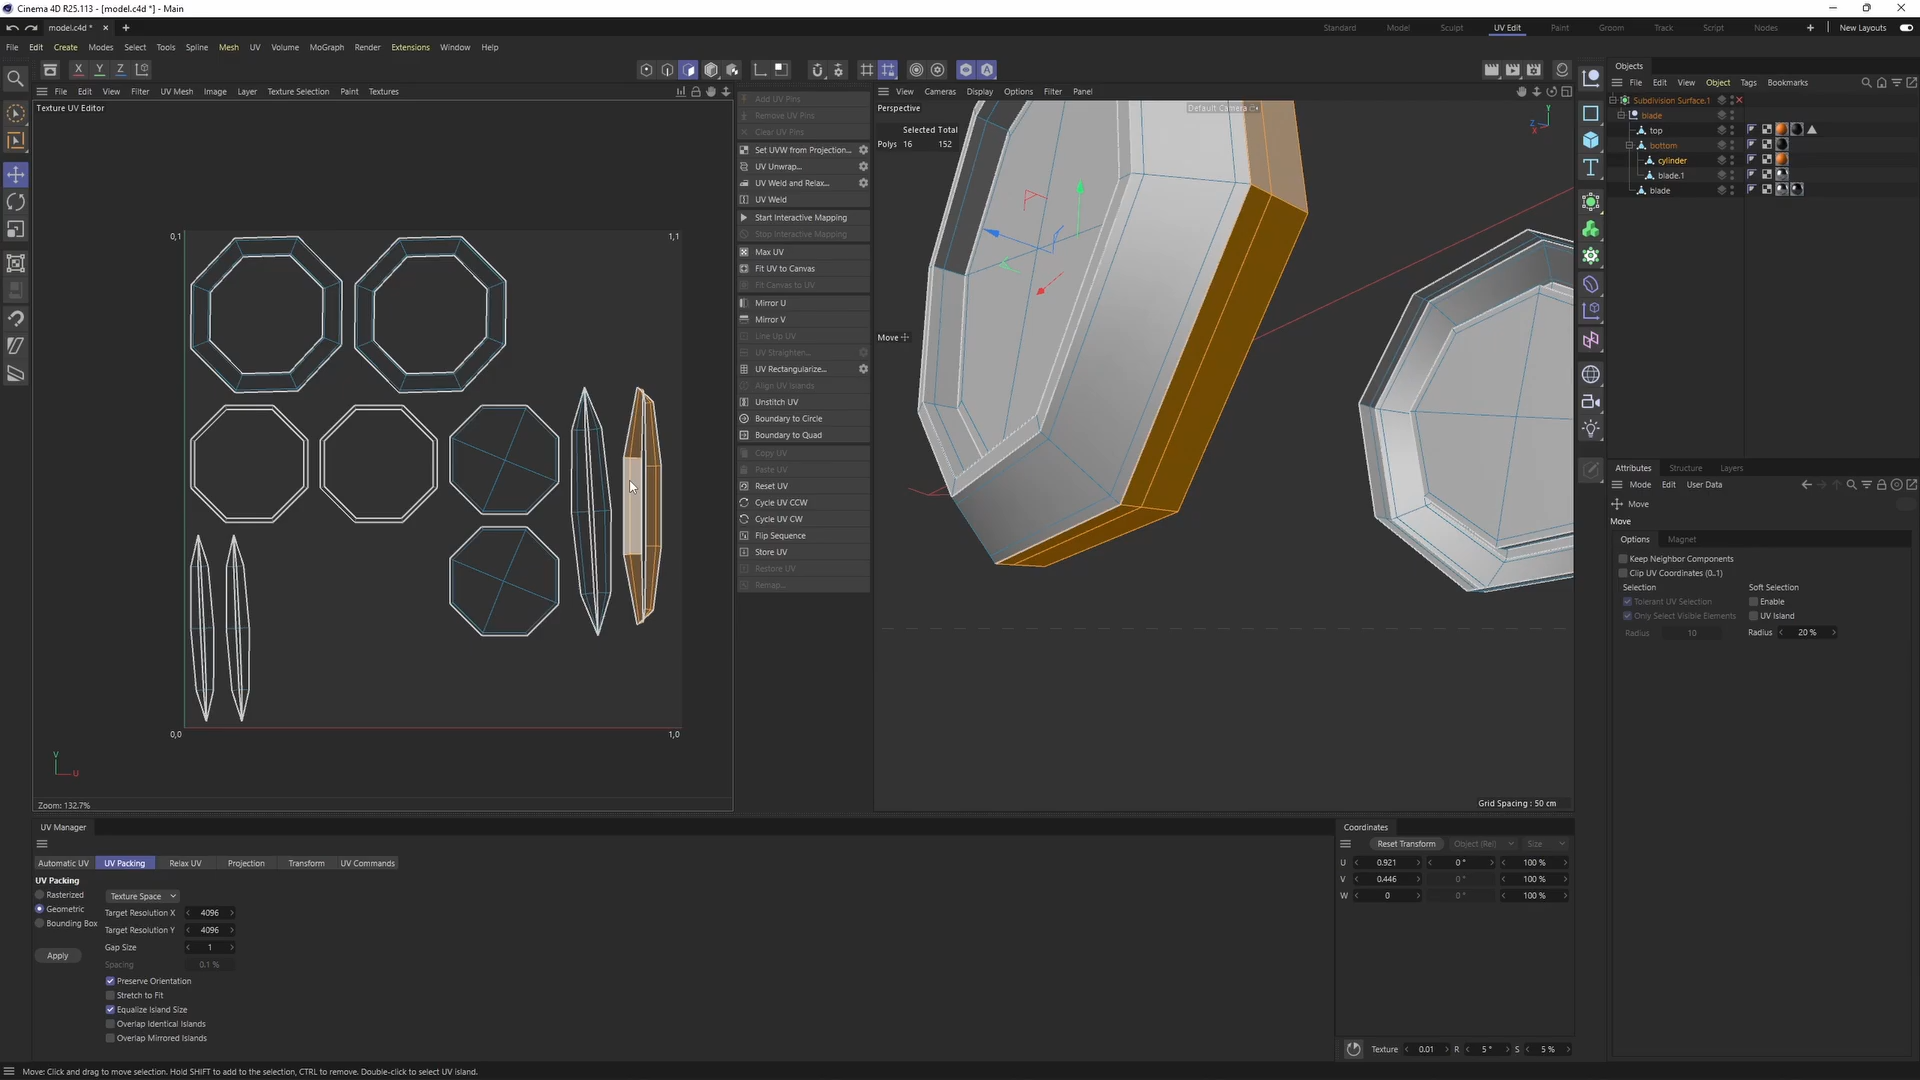 Cinema 4D R25.113 - [model.c4d *] - Main
model.c4d *
Standard Model Sculpt UV Edit Paint Groom Track Script Nodes New Layouts
File Edit Create Modes Select Tools Spline Mesh UV Volume MoGraph Render Extensions Window Help
X Y Z
File Edit View Filter UV Mesh Image Layer Texture Selection Paint Textures
Texture UV Editor
0,1
1,1
0,0
1,0
V
U
Zoom: 132.7%
Add UV Pins
Remove UV Pins
Clear UV Pins
Set UVW from Projection...
UV Unwrap...
UV Weld and Relax...
UV Weld
Start Interactive Mapping
Stop Interactive Mapping
Max UV
Fit UV to Canvas
Fit Canvas to UV
Mirror U
Mirror V
Line Up UV
UV Straighten...
UV Rectangularize...
Align UV Islands
Unstitch UV
Boundary to Circle
Boundary to Quad
Copy UV
Paste UV
Reset UV
Cycle UV CCW
Cycle UV CW
Flip Sequence
Store UV
Restore UV
Remap...
View Cameras Display Options Filter Panel
Perspective
Default Camera
Selected Total
Polys 16 152
Move
Y
Z
X
Grid Spacing : 50 cm
Objects
File Edit View Object Tags Bookmarks
Subdivision Surface.1
blade
top
bottom
cylinder
blade.1
blade
Attributes Structure Layers
Mode Edit User Data
Move
Move
Options Magnet
Keep Neighbor Components
Clip UV Coordinates (0..1)
Selection Soft Selection
Tolerant UV Selection Enable
Only Select Visible Elements UV Island
Radius 10 Radius 20 %
UV Manager
Automatic UV UV Packing Relax UV Projection Transform UV Commands
UV Packing
Rasterized
Geometric
Bounding Box
Apply
Texture Space
Target Resolution X 4096
Target Resolution Y 4096
Gap Size 1
Spacing 0.1 %
Preserve Orientation
Stretch to Fit
Equalize Island Size
Overlap Identical Islands
Overlap Mirrored Islands
Coordinates
Reset Transform Object (Rel) Size
U 0.921 0 ° 100 %
V 0.446 0 ° 100 %
W 0 0 ° 100 %
Texture 0.01 R 5 ° S 5 %
Move: Click and drag to move selection. Hold SHIFT to add to the selection, CTRL to remove. Double-click to select UV island.